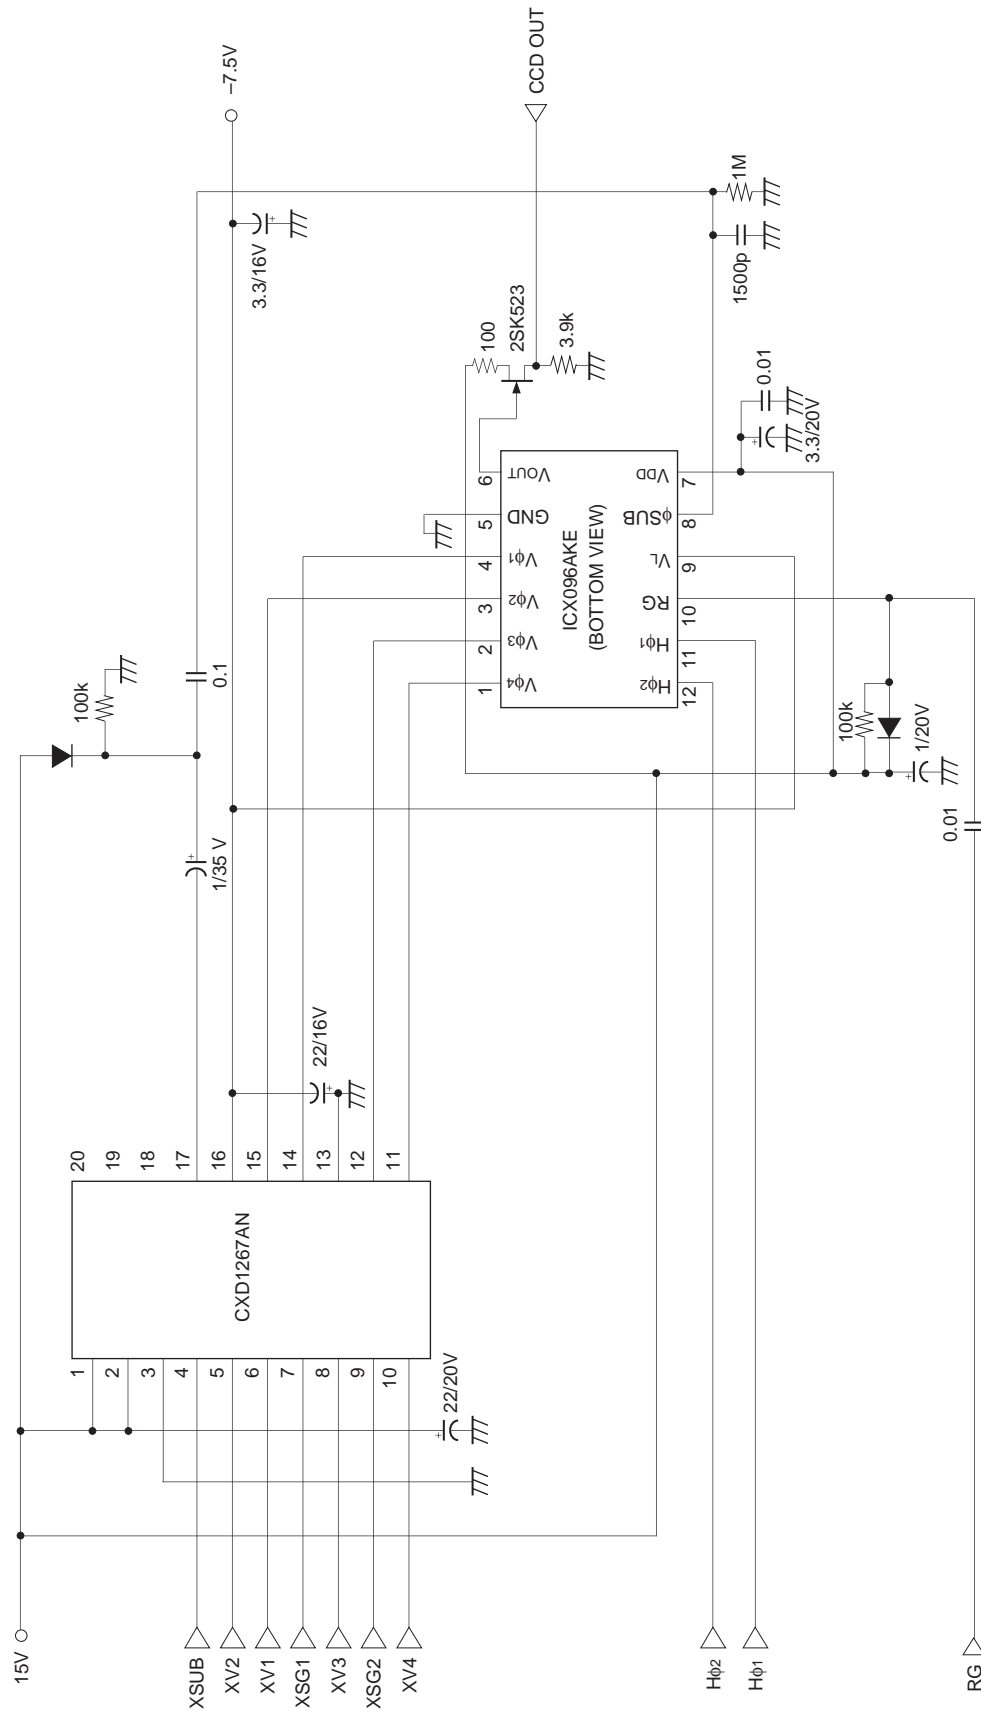 15V
XSUB
XV2
XV1
XSG1
XV3
XSG2
XV4
Hφ2
Hφ1
RG
22/20V
1
2
3
4
5
6
7
8
9
10
CXD1267AN
20
19
18
17
16
15
14
13
12
11
22/16V
1/35 V
100k
0.1
–7.5V
3.3/16V
CCD OUT
100
2SK523
3.9k
1M
1500p
0.01
3.3/20V
1
2
3
4
5
6
Vφ4
Vφ3
Vφ2
Vφ1
GND
VOUT
ICX096AKE
(BOTTOM VIEW)
Hφ2
Hφ1
RG
VL
φSUB
VDD
12
11
10
9
8
7
100k
1/20V
0.01